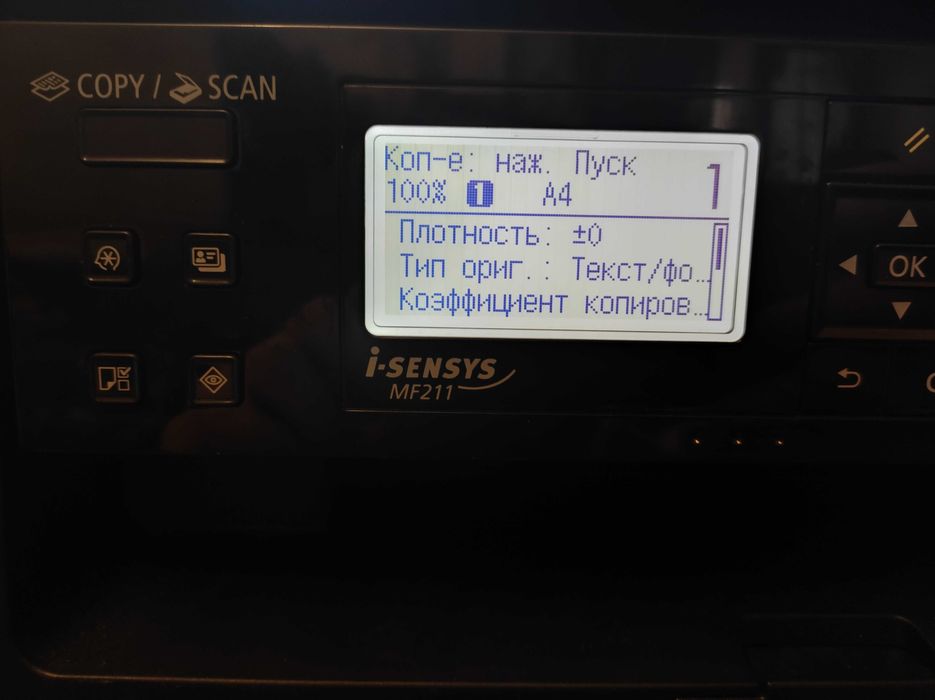 COPY / SCAN
Коп-е: наж. Пуск
100% 1 A4 1
Плотность: ±0
Тип ориг.: Текст/фо…
Коэффициент копиров…
i-SENSYS
MF211
OK